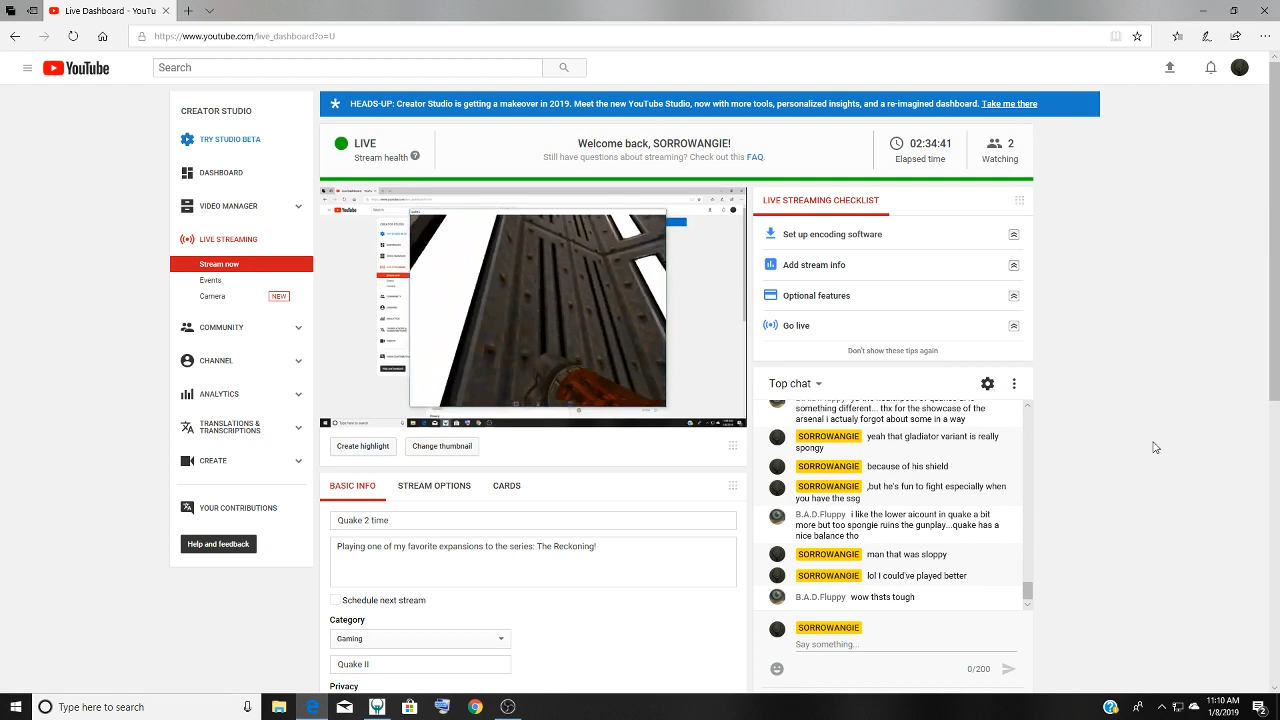 Live Dashboard - YouTu
https://www.youtube.com/live_dashboard?o=U
YouTube
Search
CREATOR STUDIO
TRY STUDIO BETA
DASHBOARD
VIDEO MANAGER
LIVE STREAMING
Stream now
Events
Camera NEW
COMMUNITY
CHANNEL
ANALYTICS
TRANSLATIONS &
TRANSCRIPTIONS
CREATE
YOUR CONTRIBUTIONS
Help and feedback
HEADS-UP: Creator Studio is getting a makeover in 2019. Meet the new YouTube Studio, now with more tools, personalized insights, and a re-imagined dashboard. Take me there
LIVE
Stream health ?
Welcome back, SORROWANGIE!
Still have questions about streaming? Check out this FAQ.
02:34:41
Elapsed time
2
Watching
Create highlight
Change thumbnail
BASIC INFO
STREAM OPTIONS
CARDS
Quake 2 time
Playing one of my favorite expansions to the series: The Reckoning!
Schedule next stream
Category
Gaming
Quake II
Privacy
LIVE STREAMING CHECKLIST
Set up encoding software
Add stream info
Optional features
Go live
Don't show these tips again
Top chat
something different... thx for the showcase of the
arsenal i actualy forgot about some in a way
SORROWANGIE yeah that gladiator variant is really
spongy
SORROWANGIE because of his shield
SORROWANGIE ,but he's fun to fight especially when
you have the ssg
B.A.D.Fluppy i like the lower aicount in quake a bit
more but too spongie ruins the gunplay...quake has a
nice balance tho
SORROWANGIE man that was sloppy
SORROWANGIE lol I could've played better
B.A.D.Fluppy wow thsts tough
SORROWANGIE
Say something...
0/200
Type here to search
11:10 AM
1/8/2019